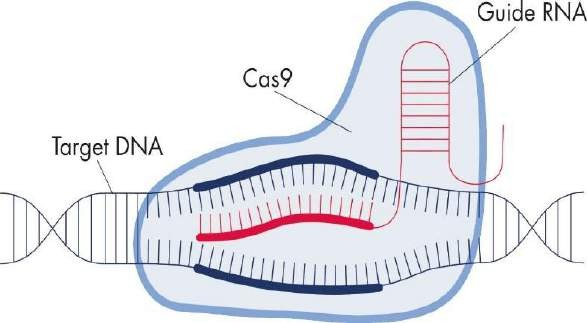 Guide RNA
Cas9
Target DNA